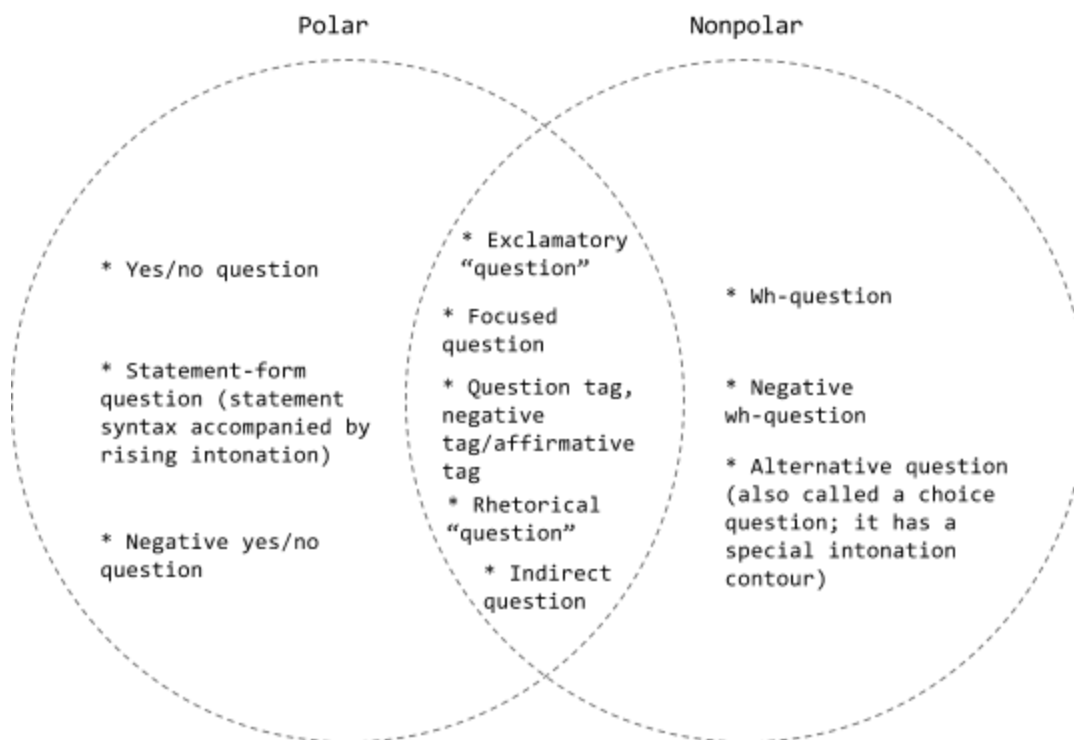 Polar
Nonpolar
* Yes/no question
* Statement-form
question (statement
syntax accompanied by
rising intonation)
* Negative yes/no
question
* Exclamatory
“question”
* Focused
question
* Question tag,
negative
tag/affirmative
tag
* Rhetorical
“question”
* Indirect
question
* Wh-question
* Negative
wh-question
* Alternative question
(also called a choice
question; it has a
special intonation
contour)